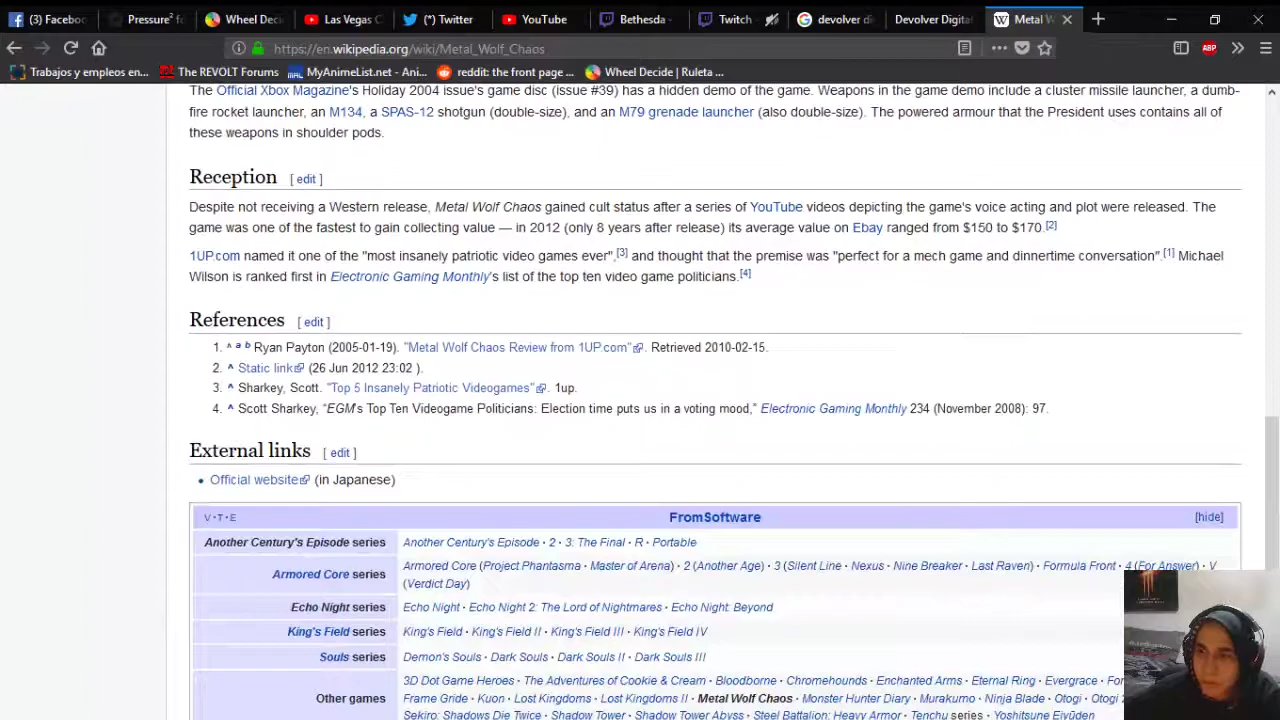 (*) Facebook Pressure² fo Wheel Decid Las Vegas C (*) Twitter YouTube Bethesda - Twitch devolver di Devolver Digital Metal W
https://en.wikipedia.org/wiki/Metal_Wolf_Chaos ABP
Trabajos y empleos en... The REVOLT Forums MyAnimeList.net - Ani... reddit: the front page ... Wheel Decide | Ruleta ...
The Official Xbox Magazine's Holiday 2004 issue's game disc (issue #39) has a hidden demo of the game. Weapons in the game demo include a cluster missile launcher, a dumb-
fire rocket launcher, an M134, a SPAS-12 shotgun (double-size), and an M79 grenade launcher (also double-size). The powered armour that the President uses contains all of
these weapons in shoulder pods.
Reception [ edit ]
Despite not receiving a Western release, Metal Wolf Chaos gained cult status after a series of YouTube videos depicting the game's voice acting and plot were released. The
game was one of the fastest to gain collecting value — in 2012 (only 8 years after release) its average value on Ebay ranged from $150 to $170.[2]
1UP.com named it one of the "most insanely patriotic video games ever",[3] and thought that the premise was "perfect for a mech game and dinnertime conversation".[1] Michael
Wilson is ranked first in Electronic Gaming Monthly's list of the top ten video game politicians.[4]
References [ edit ]
1. ^ a b Ryan Payton (2005-01-19). "Metal Wolf Chaos Review from 1UP.com". Retrieved 2010-02-15.
2. ^ Static link (26 Jun 2012 23:02 ).
3. ^ Sharkey, Scott. "Top 5 Insanely Patriotic Videogames". 1up.
4. ^ Scott Sharkey, “EGM's Top Ten Videogame Politicians: Election time puts us in a voting mood,” Electronic Gaming Monthly 234 (November 2008): 97.
External links [ edit ]
• Official website (in Japanese)
V · T · E FromSoftware [hide]
Another Century's Episode series Another Century's Episode · 2 · 3: The Final · R · Portable
Armored Core series Armored Core (Project Phantasma · Master of Arena) · 2 (Another Age) · 3 (Silent Line · Nexus · Nine Breaker · Last Raven) · Formula Front · 4 (For Answer) · V
(Verdict Day)
Echo Night series Echo Night · Echo Night 2: The Lord of Nightmares · Echo Night: Beyond
King's Field series King's Field · King's Field II · King's Field III · King's Field IV
Souls series Demon's Souls · Dark Souls · Dark Souls II · Dark Souls III
3D Dot Game Heroes · The Adventures of Cookie & Cream · Bloodborne · Chromehounds · Enchanted Arms · Eternal Ring · Evergrace · For
Other games Frame Gride · Kuon · Lost Kingdoms · Lost Kingdoms II · Metal Wolf Chaos · Monster Hunter Diary · Murakumo · Ninja Blade · Otogi · Otogi
Sekiro: Shadows Die Twice · Shadow Tower · Shadow Tower Abyss · Steel Battalion: Heavy Armor · Tenchu series · Yoshitsune Eiyūden